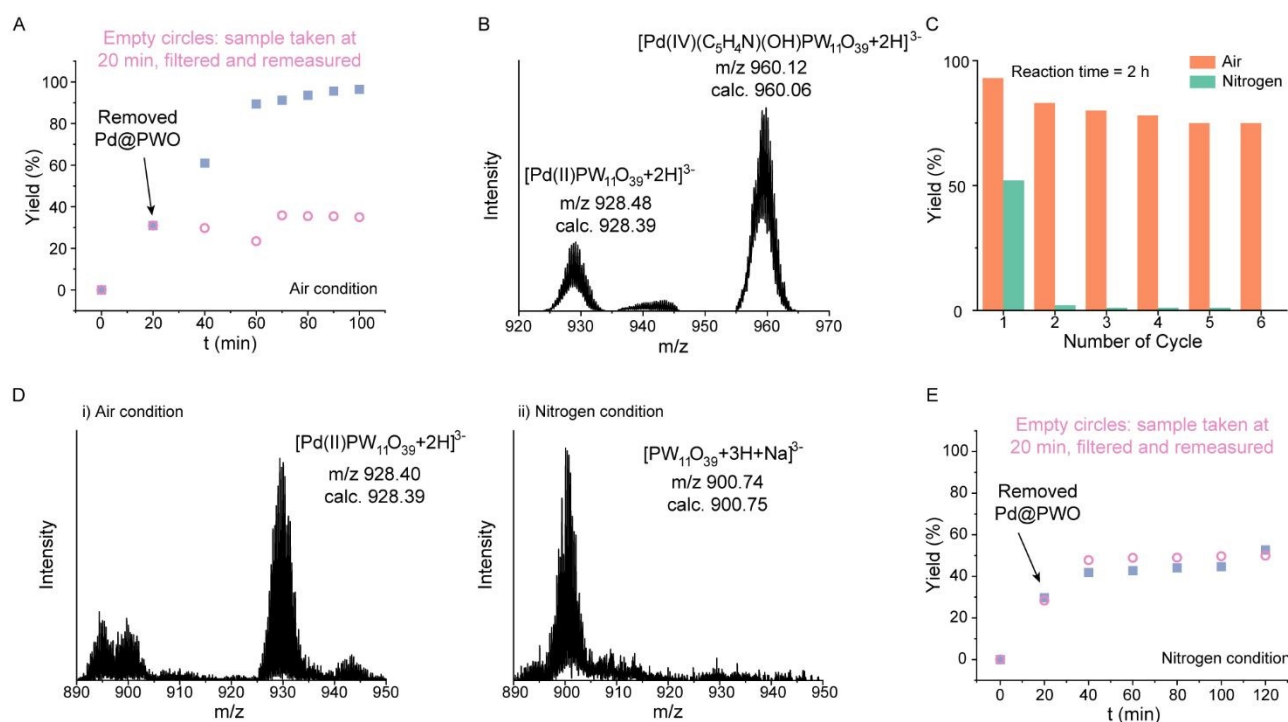 A
Empty circles: sample taken at
20 min, filtered and remeasured
Removed
Pd@PWO
Yield (%)
100
80
60
40
20
0
Air condition
0 20 40 60 80 100
t (min)
B
[Pd(IV)(C₅H₄N)(OH)PW₁₁O₃₉+2H]³⁻
m/z 960.12
calc. 960.06
[Pd(II)PW₁₁O₃₉+2H]³⁻
m/z 928.48
calc. 928.39
Intensity
920 930 940 950 960 970
m/z
C
Air
Nitrogen
Reaction time = 2 h
Yield (%)
100
50
0
1 2 3 4 5 6
Number of Cycle
D
i) Air condition
[Pd(II)PW₁₁O₃₉+2H]³⁻
m/z 928.40
calc. 928.39
Intensity
890 900 910 920 930 940 950
m/z
ii) Nitrogen condition
[PW₁₁O₃₉+3H+Na]³⁻
m/z 900.74
calc. 900.75
Intensity
890 900 910 920 930 940 950
m/z
E
Empty circles: sample taken at
20 min, filtered and remeasured
Removed
Pd@PWO
Yield (%)
100
80
60
40
20
0
Nitrogen condition
0 20 40 60 80 100 120
t (min)